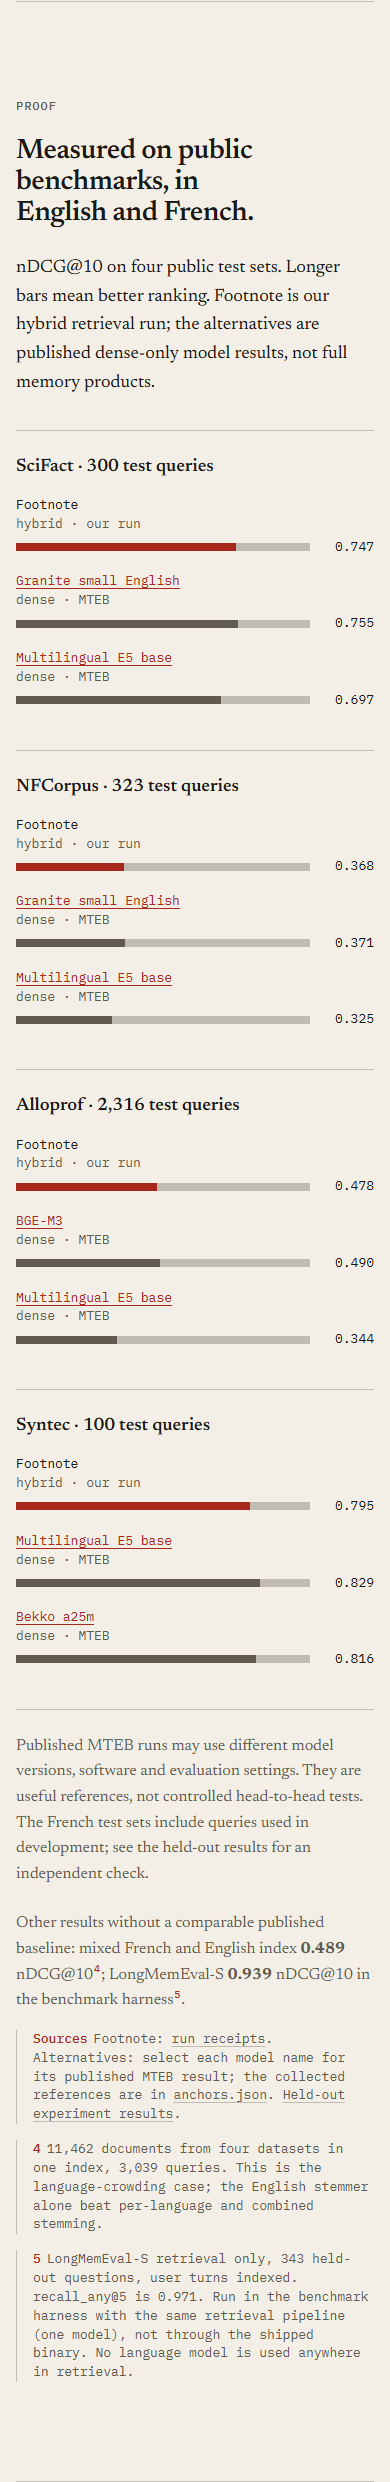 PROOF
Measured on public
benchmarks, in
English and French.
nDCG@10 on four public test sets. Longer
bars mean better ranking. Footnote is our
hybrid retrieval run; the alternatives are
published dense-only model results, not full
memory products.
SciFact · 300 test queries
Footnote
hybrid · our run
0.747
Granite small English
dense · MTEB
0.755
Multilingual E5 base
dense · MTEB
0.697
NFCorpus · 323 test queries
Footnote
hybrid · our run
0.368
Granite small English
dense · MTEB
0.371
Multilingual E5 base
dense · MTEB
0.325
Alloprof · 2,316 test queries
Footnote
hybrid · our run
0.478
BGE-M3
dense · MTEB
0.490
Multilingual E5 base
dense · MTEB
0.344
Syntec · 100 test queries
Footnote
hybrid · our run
0.795
Multilingual E5 base
dense · MTEB
0.829
Bekko a25m
dense · MTEB
0.816
Published MTEB runs may use different model
versions, software and evaluation settings. They are
useful references, not controlled head-to-head tests.
The French test sets include queries used in
development; see the held-out results for an
independent check.
Other results without a comparable published
baseline: mixed French and English index 0.489
nDCG@10⁴; LongMemEval-S 0.939 nDCG@10 in
the benchmark harness⁵.
Sources Footnote: run receipts.
Alternatives: select each model name for
its published MTEB result; the collected
references are in anchors.json. Held-out
experiment results.
4 11,462 documents from four datasets in
one index, 3,039 queries. This is the
language-crowding case; the English stemmer
alone beat per-language and combined
stemming.
5 LongMemEval-S retrieval only, 343 held-
out questions, user turns indexed.
recall_any@5 is 0.971. Run in the benchmark
harness with the same retrieval pipeline
(one model), not through the shipped
binary. No language model is used anywhere
in retrieval.